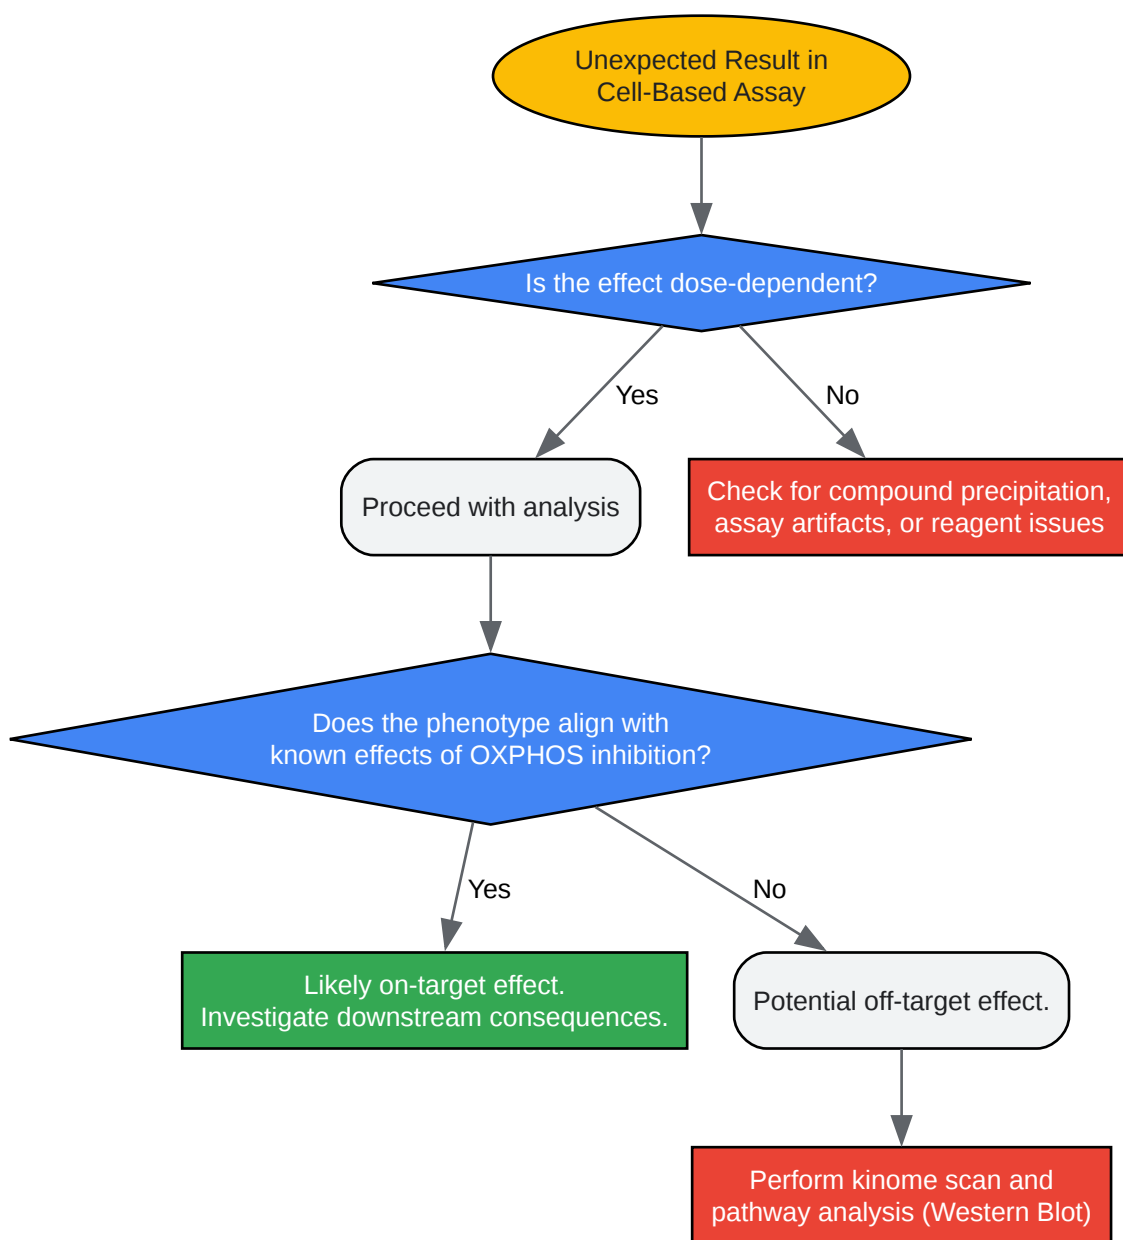 Unexpected Result in
Cell-Based Assay
Is the effect dose-dependent?
Yes
No
Proceed with analysis
Check for compound precipitation,
assay artifacts, or reagent issues
Does the phenotype align with
known effects of OXPHOS inhibition?
Yes
No
Likely on-target effect.
Investigate downstream consequences.
Potential off-target effect.
Perform kinome scan and
pathway analysis (Western Blot)